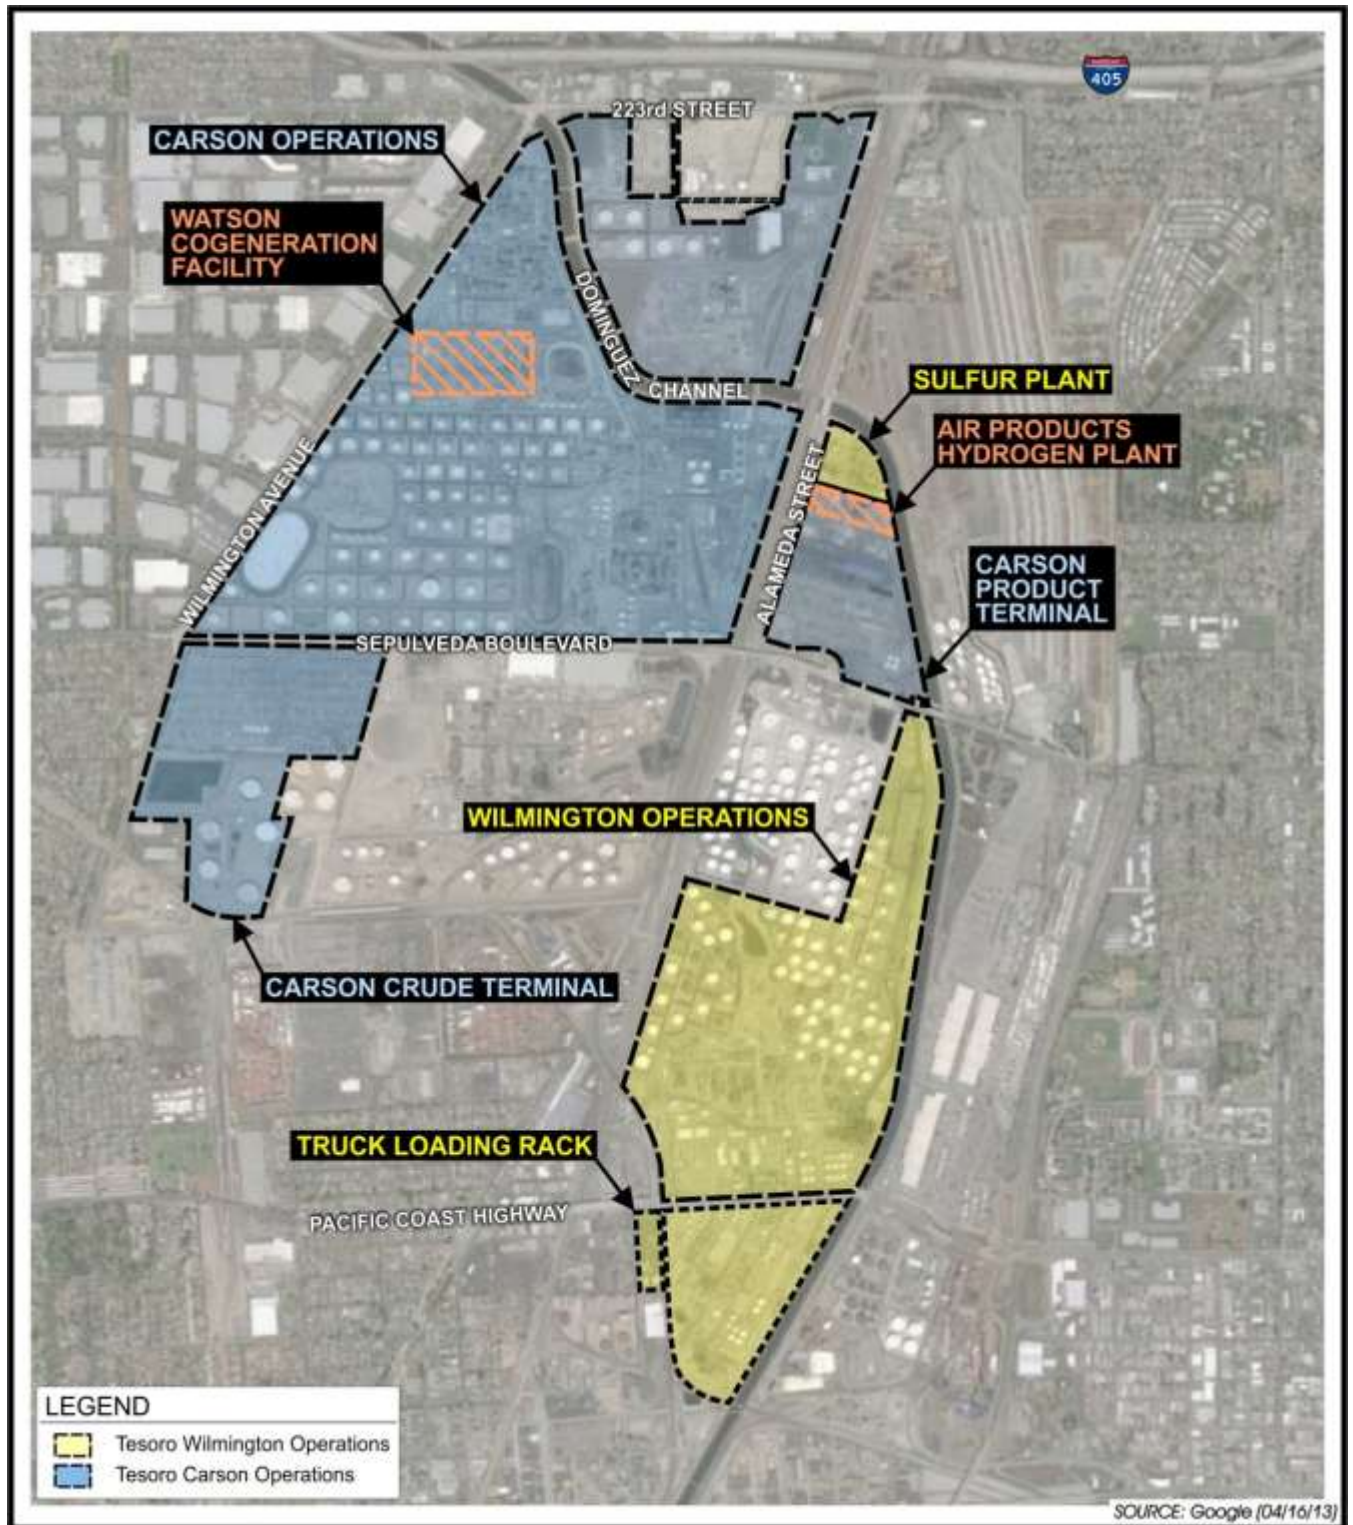 405
223rd STREET
CARSON OPERATIONS
WATSON
COGENERATION
FACILITY
DOMINGUEZ
CHANNEL
SULFUR PLANT
AIR PRODUCTS
HYDROGEN PLANT
WILMINGTON AVENUE
ALAMEDA STREET
CARSON
PRODUCT
TERMINAL
SEPULVEDA BOULEVARD
WILMINGTON OPERATIONS
CARSON CRUDE TERMINAL
TRUCK LOADING RACK
PACIFIC COAST HIGHWAY
LEGEND
Tesoro Wilmington Operations
Tesoro Carson Operations
SOURCE: Google (04/16/13)